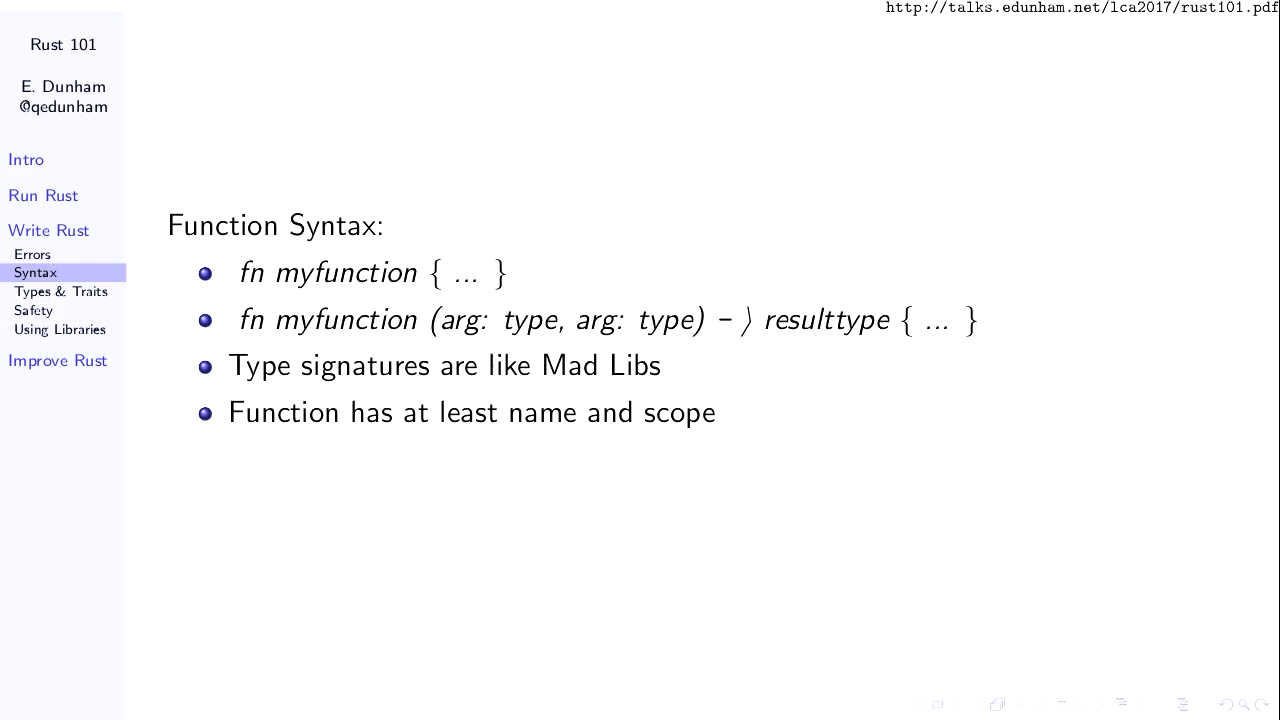 http://talks.edunham.net/lca2017/rust101.pdf
Rust 101
E. Dunham
@qedunham
Intro
Run Rust
Write Rust
Errors
Syntax
Types & Traits
Safety
Using Libraries
Improve Rust
Function Syntax:
fn myfunction { ... }
fn myfunction (arg: type, arg: type) – ⟩ resulttype { ... }
Type signatures are like Mad Libs
Function has at least name and scope